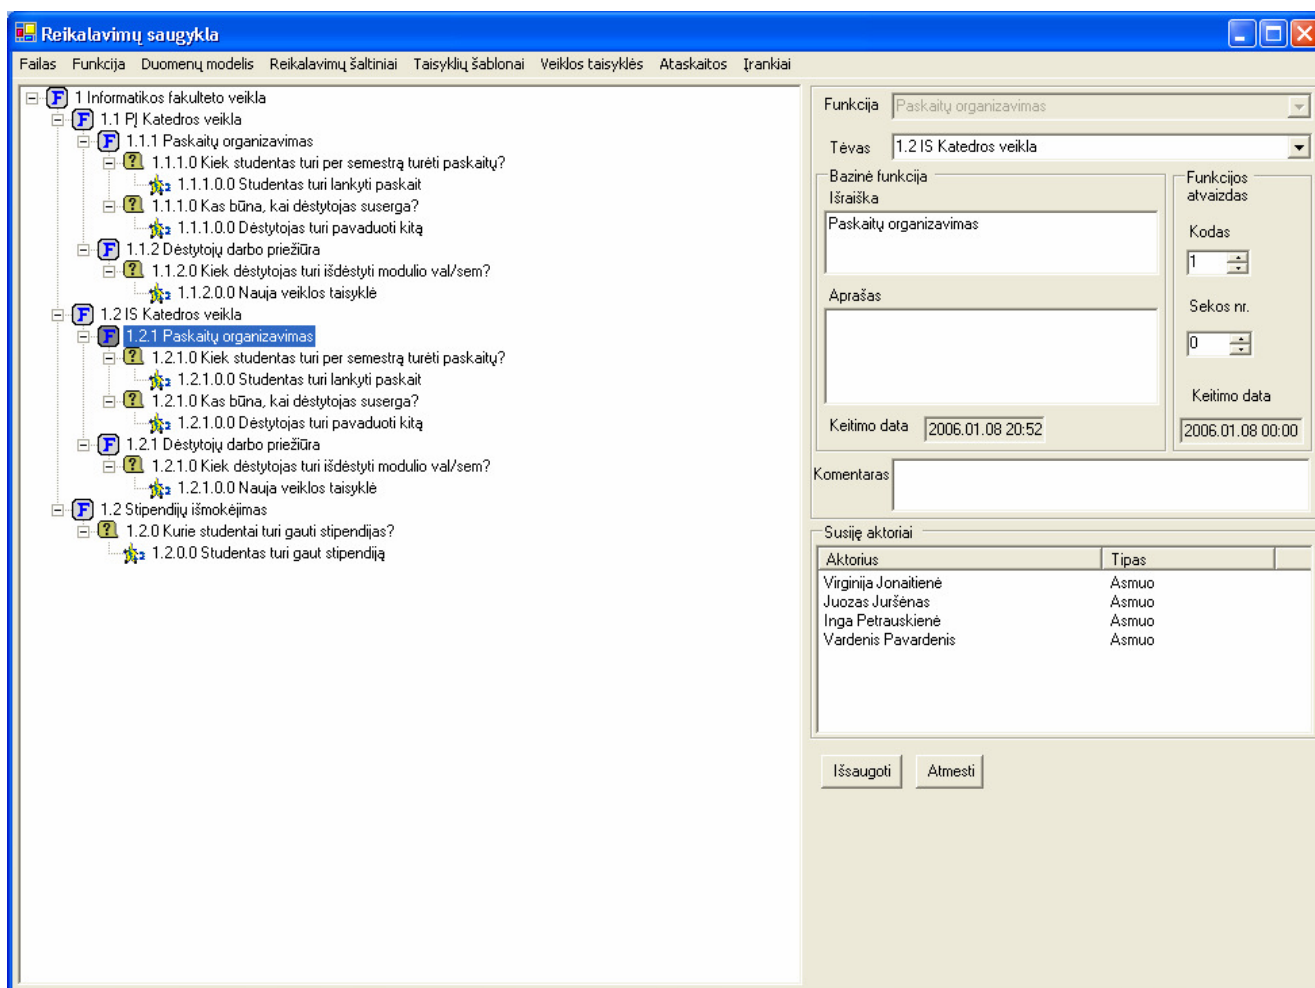 Reikalavimų saugykla
Failas Funkcija Duomenų modelis Reikalavimų šaltiniai Taisyklių šablonai Veiklos taisyklės Ataskaitos Įrankiai
1 Informatikos fakulteto veikla
1.1 PĮ Katedros veikla
1.1.1 Paskaitų organizavimas
1.1.1.0 Kiek studentas turi per semestrą turėti paskaitų?
1.1.1.0.0 Studentas turi lankyti paskait
1.1.1.0 Kas būna, kai dėstytojas suserga?
1.1.1.0.0 Dėstytojas turi pavaduoti kitą
1.1.2 Dėstytojų darbo priežiūra
1.1.2.0 Kiek dėstytojas turi išdėstyti modulio val/sem?
1.1.2.0.0 Nauja veiklos taisyklė
1.2 IS Katedros veikla
1.2.1 Paskaitų organizavimas
1.2.1.0 Kiek studentas turi per semestrą turėti paskaitų?
1.2.1.0.0 Studentas turi lankyti paskait
1.2.1.0 Kas būna, kai dėstytojas suserga?
1.2.1.0.0 Dėstytojas turi pavaduoti kitą
1.2.1 Dėstytojų darbo priežiūra
1.2.1.0 Kiek dėstytojas turi išdėstyti modulio val/sem?
1.2.1.0.0 Nauja veiklos taisyklė
1.2 Stipendijų išmokėjimas
1.2.0 Kurie studentai turi gauti stipendijas?
1.2.0.0 Studentas turi gaut stipendiją
Funkcija Paskaitų organizavimas
Tėvas 1.2 IS Katedros veikla
Bazinė funkcija
Išraiška
Paskaitų organizavimas
Aprašas
Keitimo data 2006.01.08 20:52
Funkcijos
atvaizdas
Kodas
1
Sekos nr.
0
Keitimo data
2006.01.08 00:00
Komentaras
Susiję aktoriai
Aktorius Tipas
Virginija Jonaitienė Asmuo
Juozas Juršėnas Asmuo
Inga Petrauskienė Asmuo
Vardenis Pavardenis Asmuo
Išsaugoti Atmesti